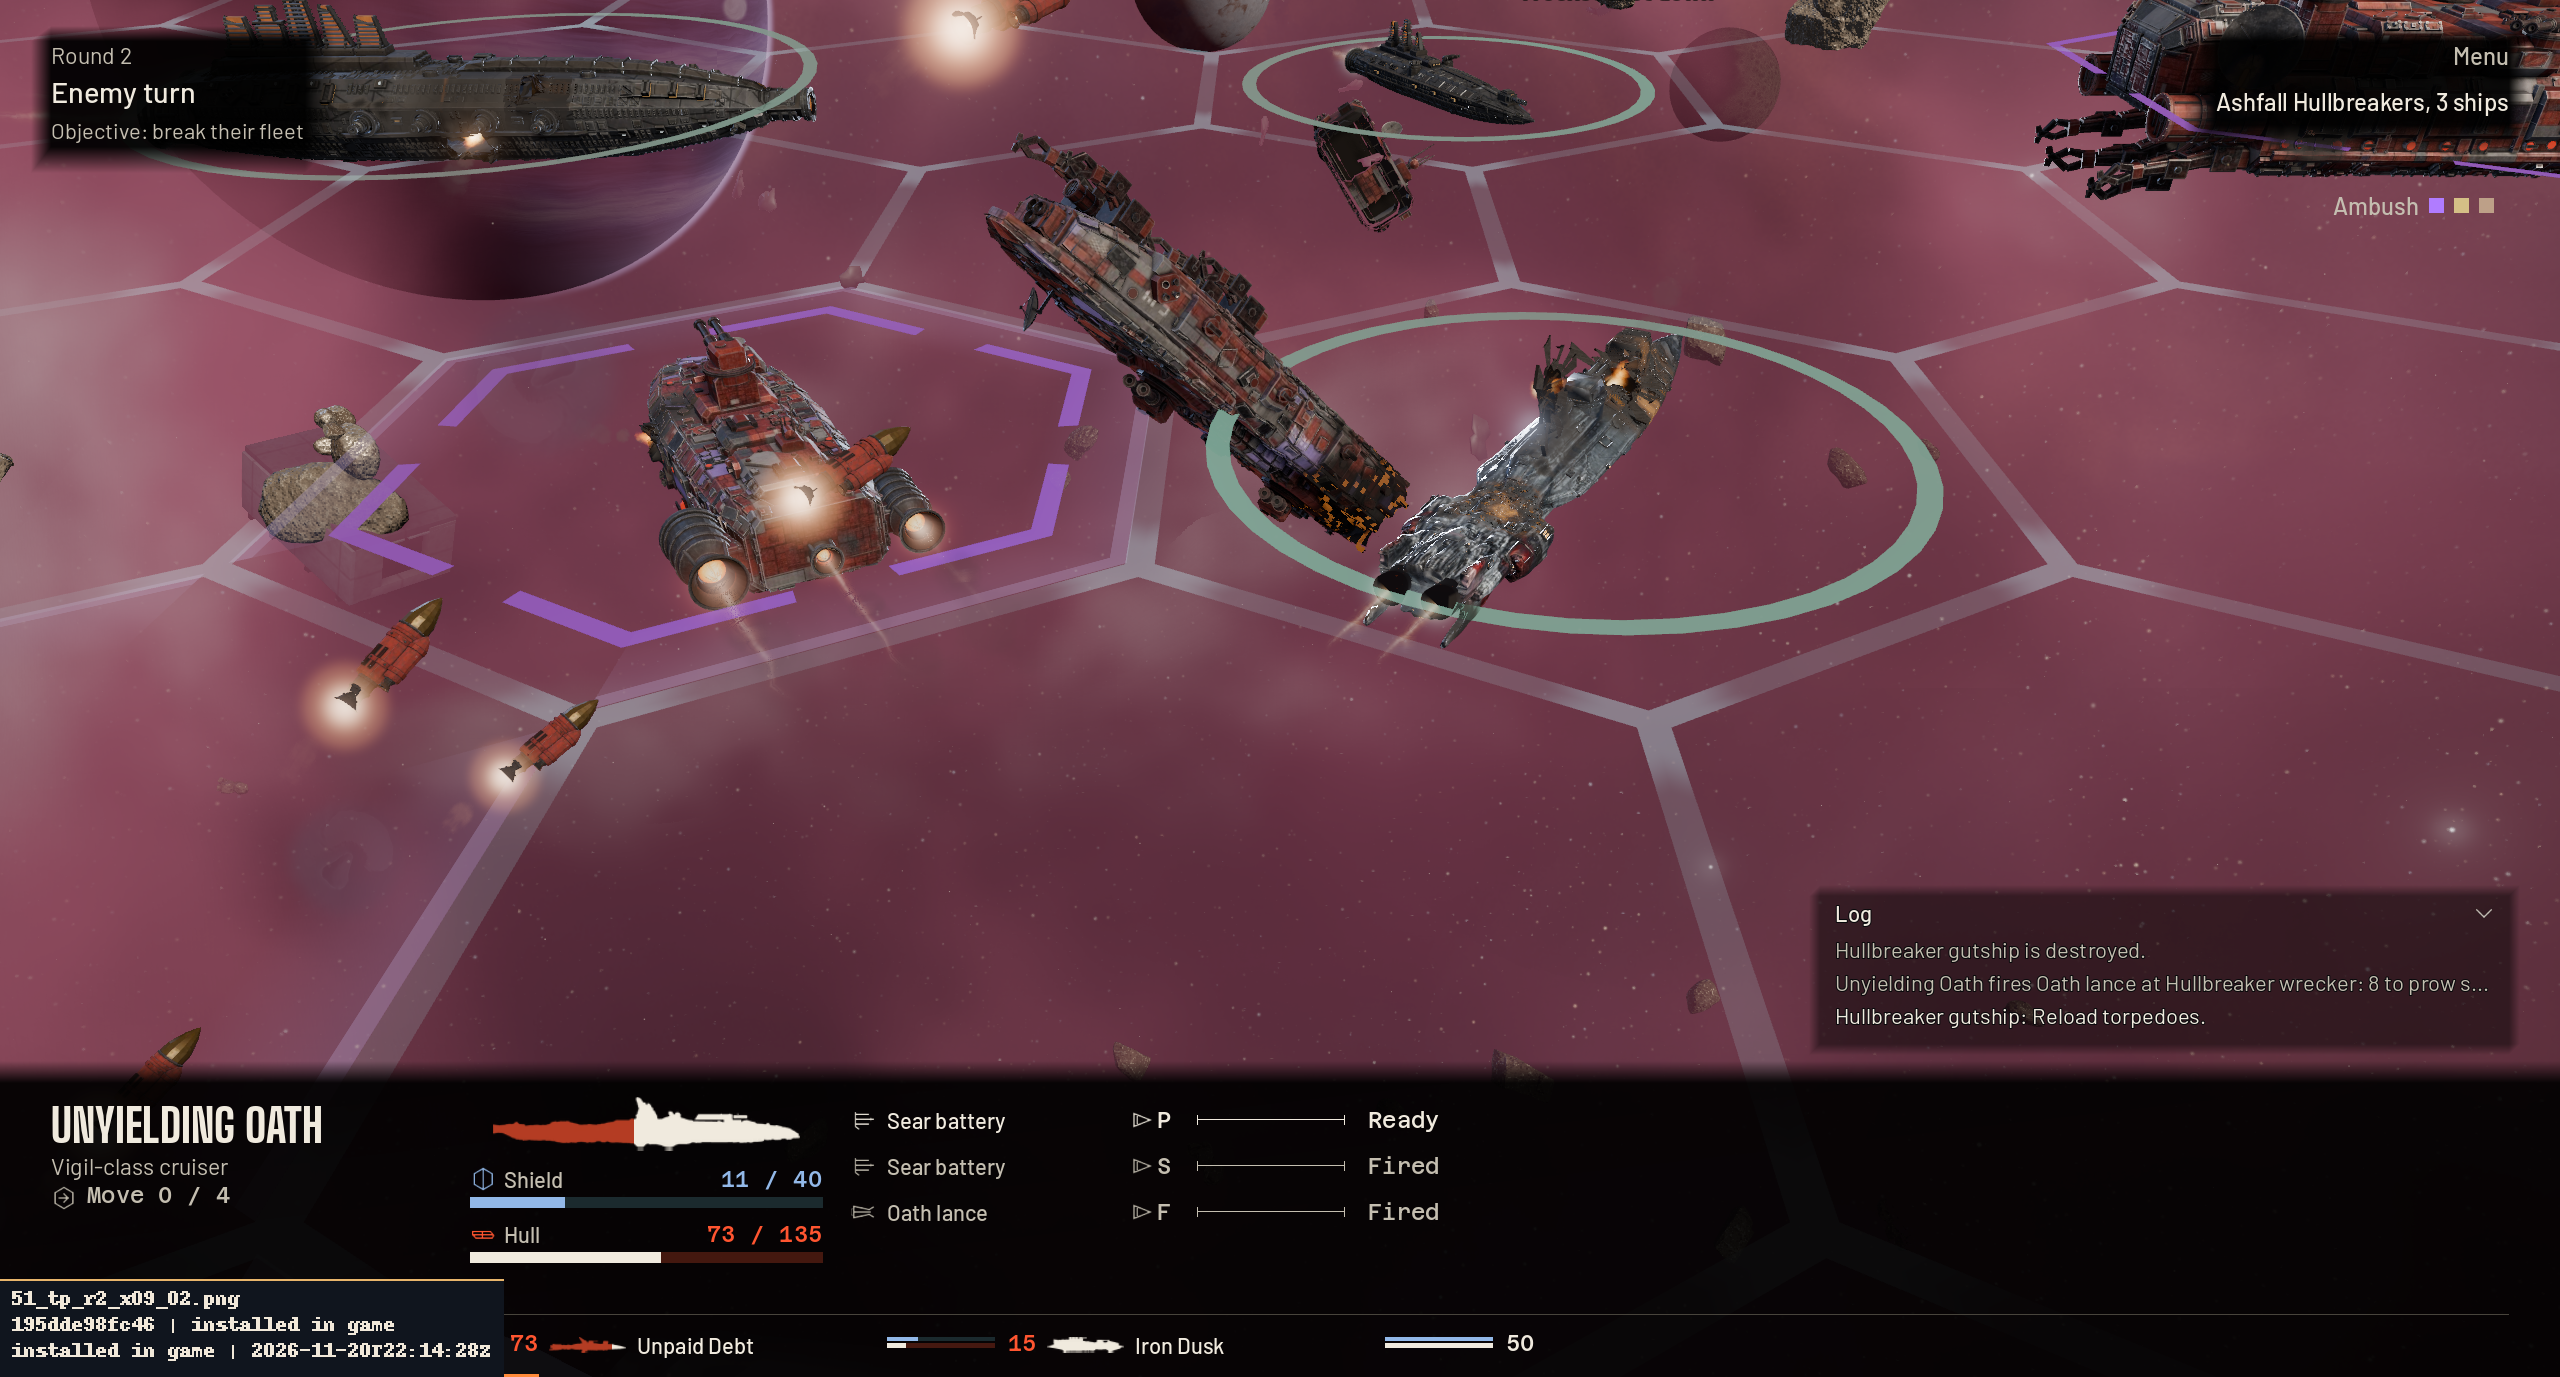 Round 2
Enemy turn
Objective: break their fleet
Menu
Ashfall Hullbreakers, 3 ships
Ambush
Log
Hullbreaker gutship is destroyed.
Unyielding Oath fires Oath lance at Hullbreaker wrecker: 8 to prow s...
Hullbreaker gutship: Reload torpedoes.
UNYIELDING OATH
Vigil-class cruiser
Move 0 / 4
Shield 11 / 40
Hull 73 / 135
Sear battery P Ready
Sear battery S Fired
Oath lance F Fired
51_tp_r2_x09_02.png
195dde98fc46 | installed in game
installed in game | 2026-11-20T22:14:28Z
73 Unpaid Debt 15 Iron Dusk 50